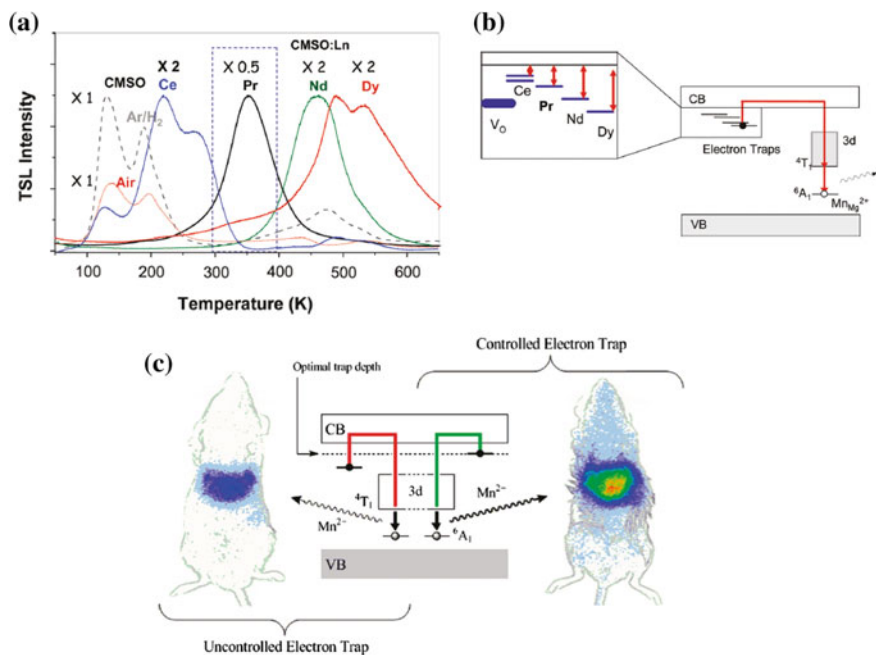 (a)
TSL Intensity
CMSO
X 1
X 1
Ar/H₂
Air
X 2
Ce
X 0.5
Pr
CMSO:Ln
X 2
Nd
X 2
Dy
100 200 300 400 500 600
Temperature (K)
(b)
Ce
Pr
Nd
Dy
V_O
CB
Electron Traps
3d
⁴T₁
⁶A₁
Mn_Mg²⁺
VB
(c)
Controlled Electron Trap
Optimal trap depth
CB
⁴T₁
3d
Mn²⁻
Mn²⁻
⁶A₁
VB
Uncontrolled Electron Trap